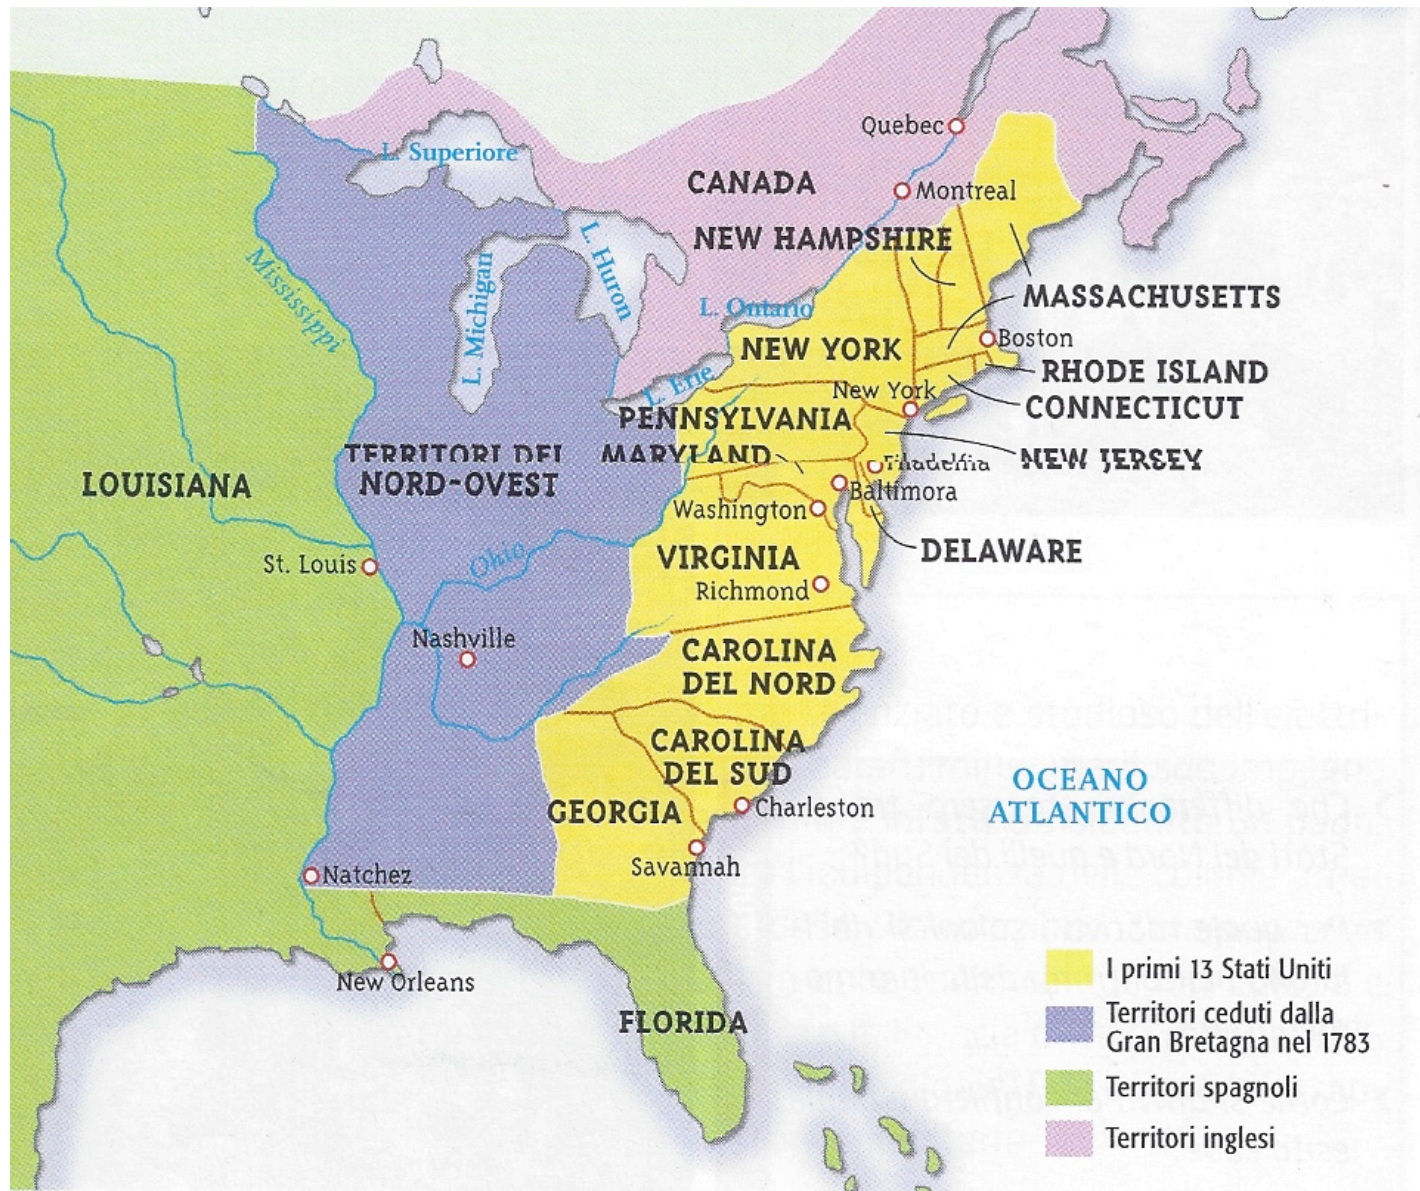 Quebec
L. Superiore
CANADA
Montreal
NEW HAMPSHIRE
L. Huron
Mississippi
L. Michigan
MASSACHUSETTS
L. Ontario
Boston
NEW YORK
RHODE ISLAND
L. Erie
New York
CONNECTICUT
PENNSYLVANIA
TERRITORI DEL
MARYLAND
NEW JERSEY
LOUISIANA
NORD-OVEST
Baltimora
Washington
DELAWARE
VIRGINIA
Ohio
St. Louis
Richmond
Nashville
CAROLINA
DEL NORD
CAROLINA
DEL SUD
OCEANO
ATLANTICO
GEORGIA
Charleston
Savannah
Natchez
New Orleans
FLORIDA
I primi 13 Stati Uniti
Territori ceduti dalla
Gran Bretagna nel 1783
Territori spagnoli
Territori inglesi